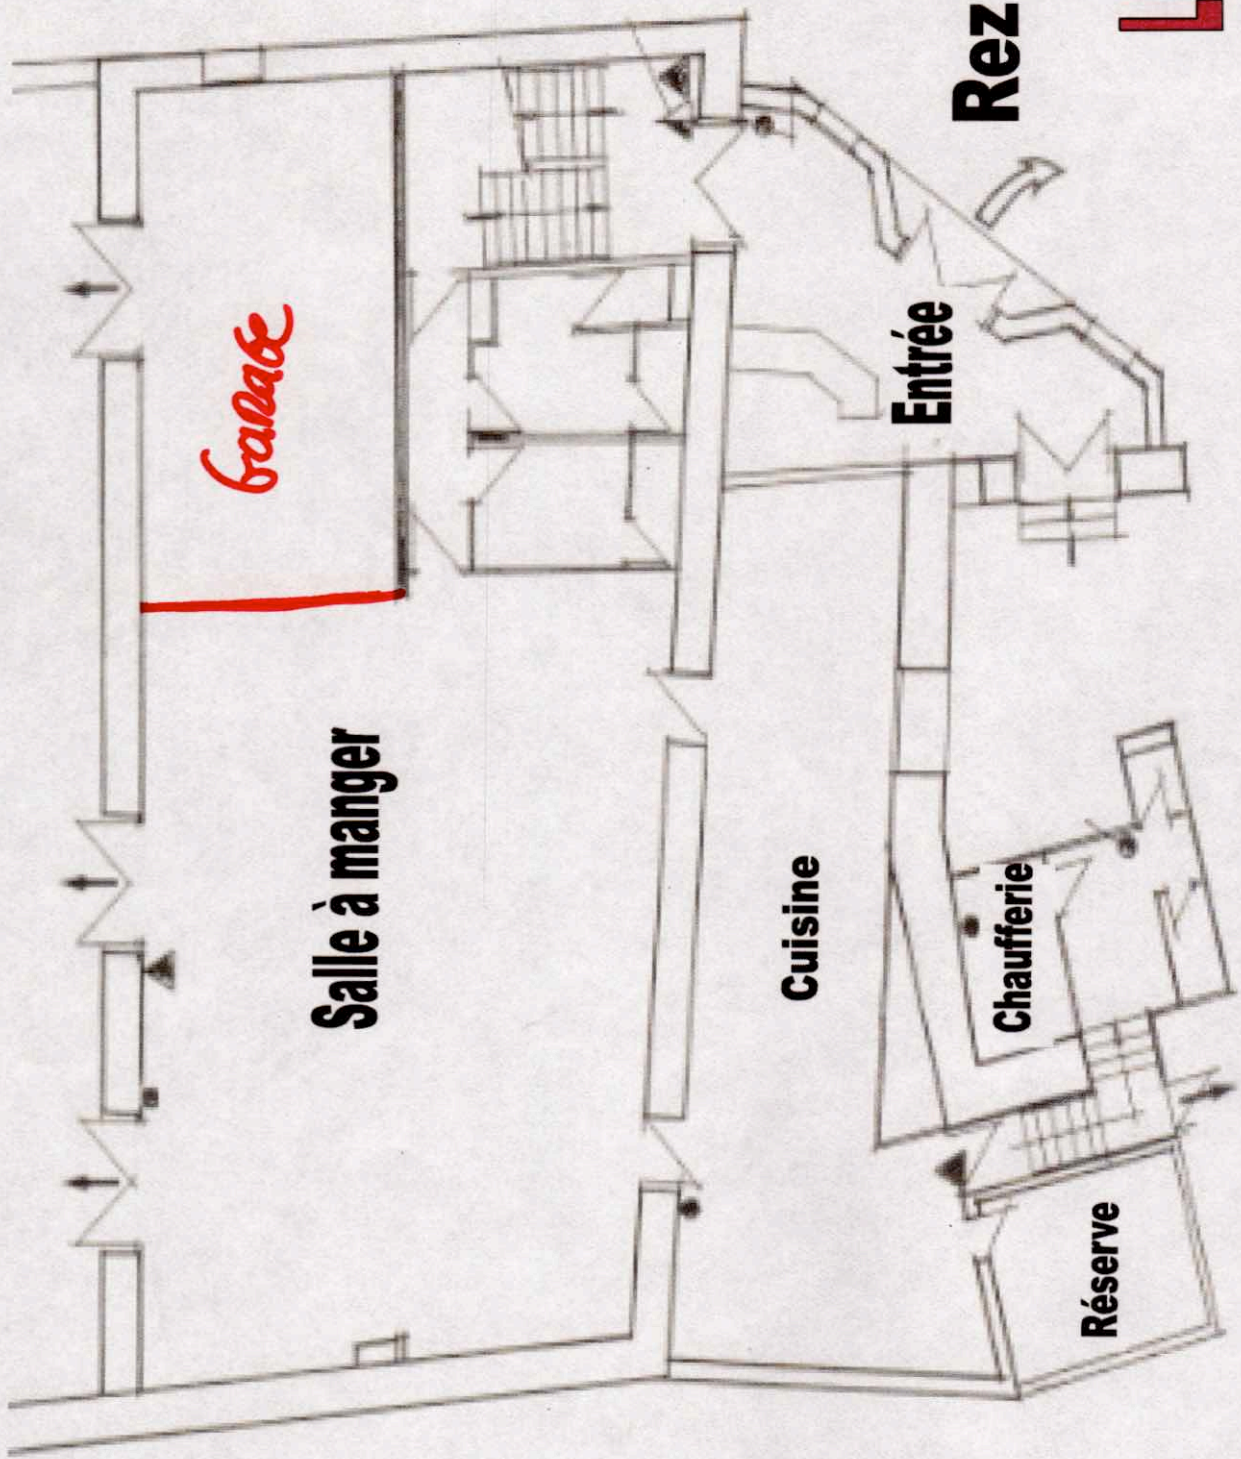 Rez
garage
Entrée
Salle à manger
Cuisine
Chaufferie
Réserve